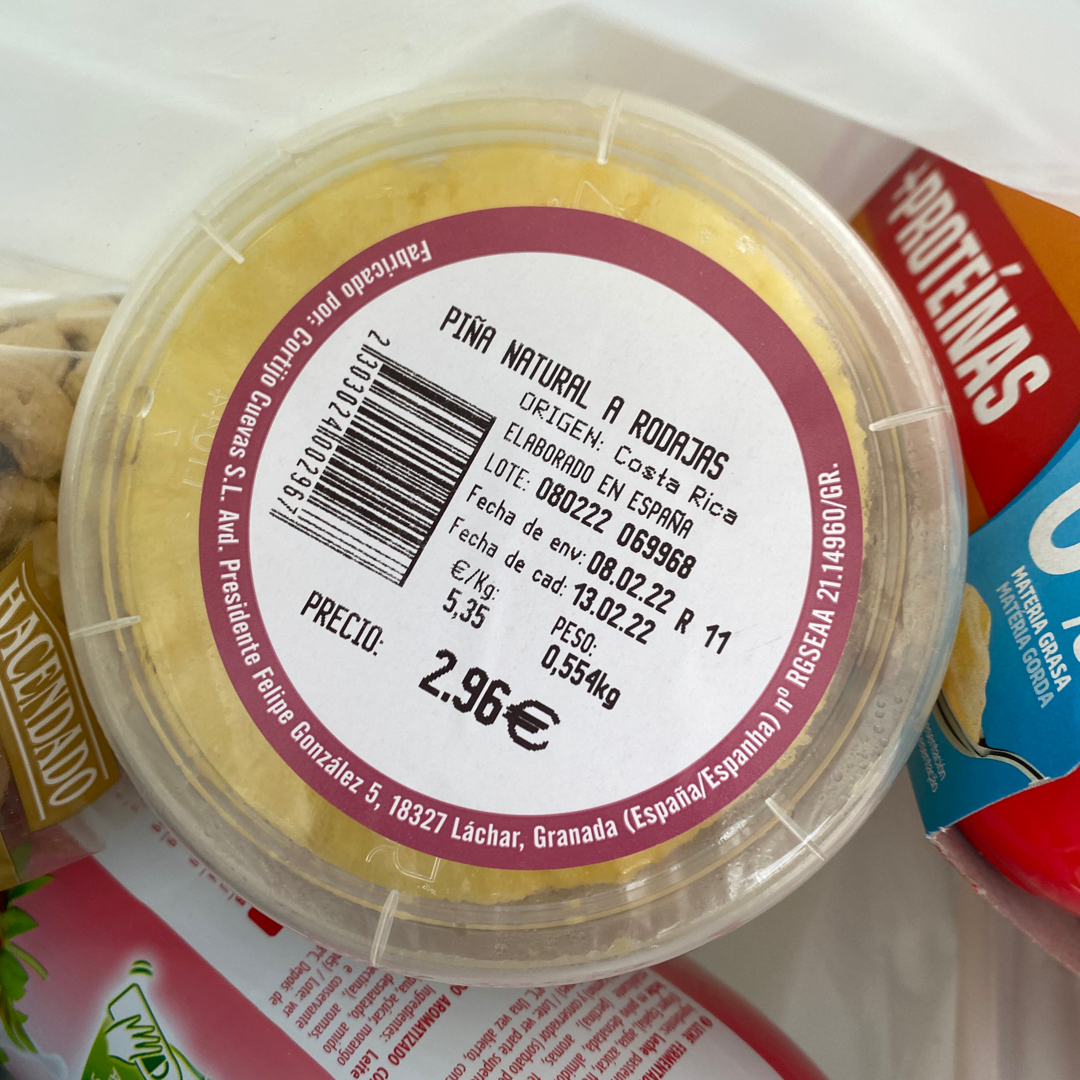 PIÑA NATURAL A RODAJAS
ORIGEN: Costa Rica
ELABORADO EN ESPAÑA
LOTE: 080222 069968
Fecha de env: 08.02.22 R 11
Fecha de cad: 13.02.22
€/Kg: PESO:
5,35 0,554kg
PRECIO: 2.96€
2303024002967
Fabricado por: Cortijo Cuevas S.L. Avd. Presidente Felipe González 5, 18327 Láchar, Granada (España/Espanha) nº RGSEAA 21.14960/GR.
+PROTEÍNAS
MATERIA GRASA
MATÉRIA GORDA
HACENDADO